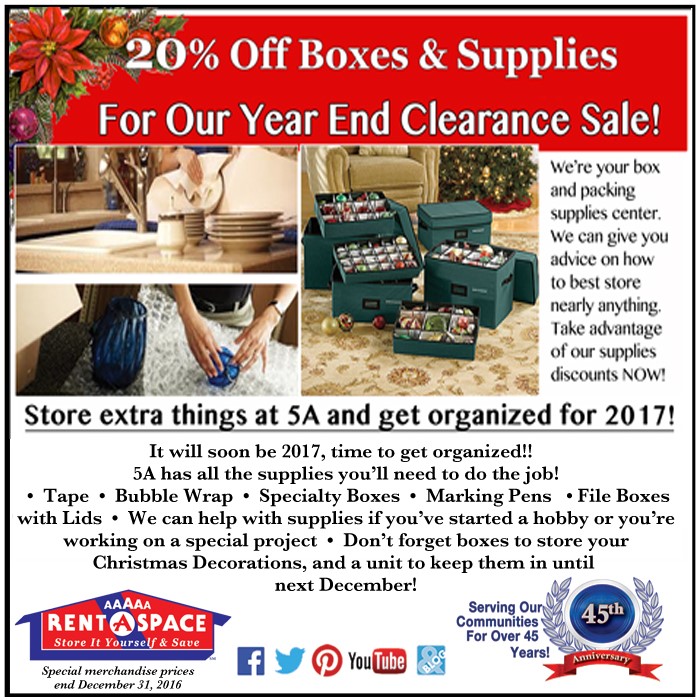 20% Off Boxes & Supplies
For Our Year End Clearance Sale!
We're your box
and packing
supplies center.
We can give you
advice on how
to best store
nearly anything.
Take advantage
of our supplies
discounts NOW!
Store extra things at 5A and get organized for 2017!
It will soon be 2017, time to get organized!!
5A has all the supplies you'll need to do the job!
• Tape • Bubble Wrap • Specialty Boxes • Marking Pens • File Boxes
with Lids • We can help with supplies if you've started a hobby or you're
working on a special project • Don't forget boxes to store your
Christmas Decorations, and a unit to keep them in until
next December!
AAAAA
RENT A SPACE
Store It Yourself & Save
Special merchandise prices
end December 31, 2016
YouTube
BLOG
Serving Our
Communities
For Over 45
Years!
45th
Anniversary